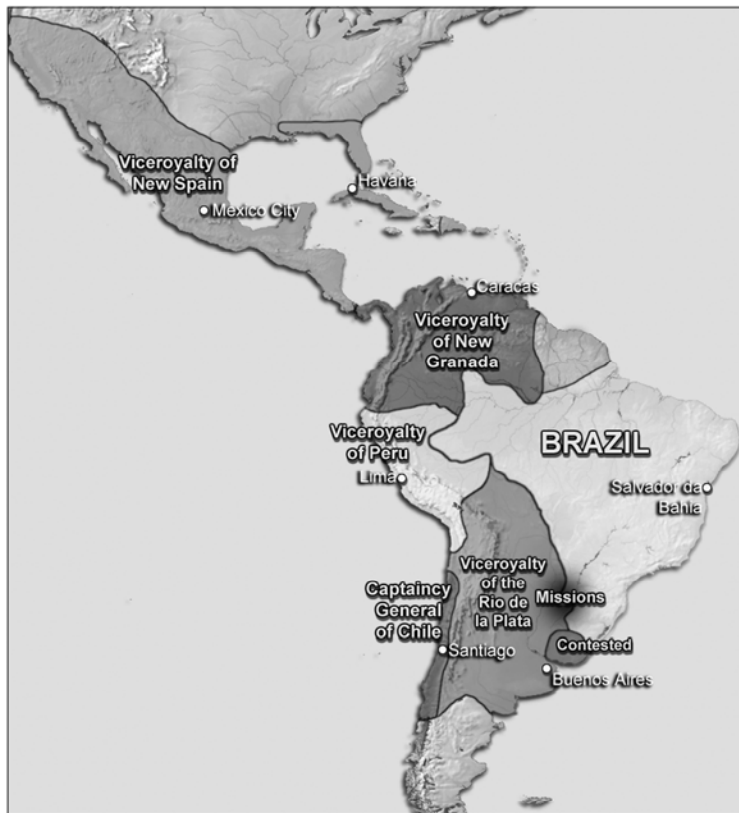 Viceroyalty of
New Spain
Mexico City
Havana
Caracas
Viceroyalty
of New
Granada
Viceroyalty
of Peru
Lima
BRAZIL
Salvador da
Bahia
Viceroyalty
of the
Rio de
la Plata
Missions
Captaincy
General
of Chile
Santiago
Contested
Buenos Aires